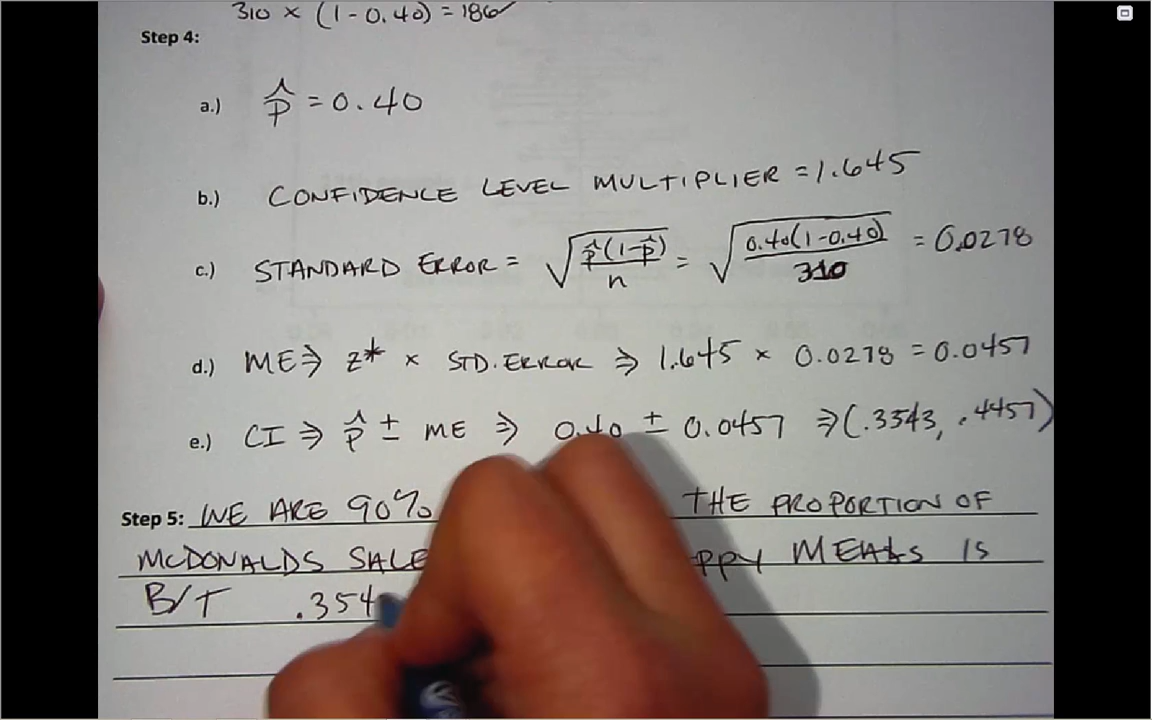 310 × (1 - 0.40) = 186
Step 4:
a.) p̂ = 0.40
b.) CONFIDENCE LEVEL MULTIPLIER = 1.645
c.) STANDARD ERROR = √(p̂(1-p̂)/n) = √(0.40(1-0.40)/310) = 0.0278
d.) ME ⇒ z* × STD. ERROR ⇒ 1.645 × 0.0278 = 0.0457
e.) CI ⇒ p̂ ± ME ⇒ 0.40 ± 0.0457 ⇒ (.3543, .4457)
Step 5: WE ARE 90% THE PROPORTION OF
MCDONALDS SALE PPY MEALS IS
B/T .354